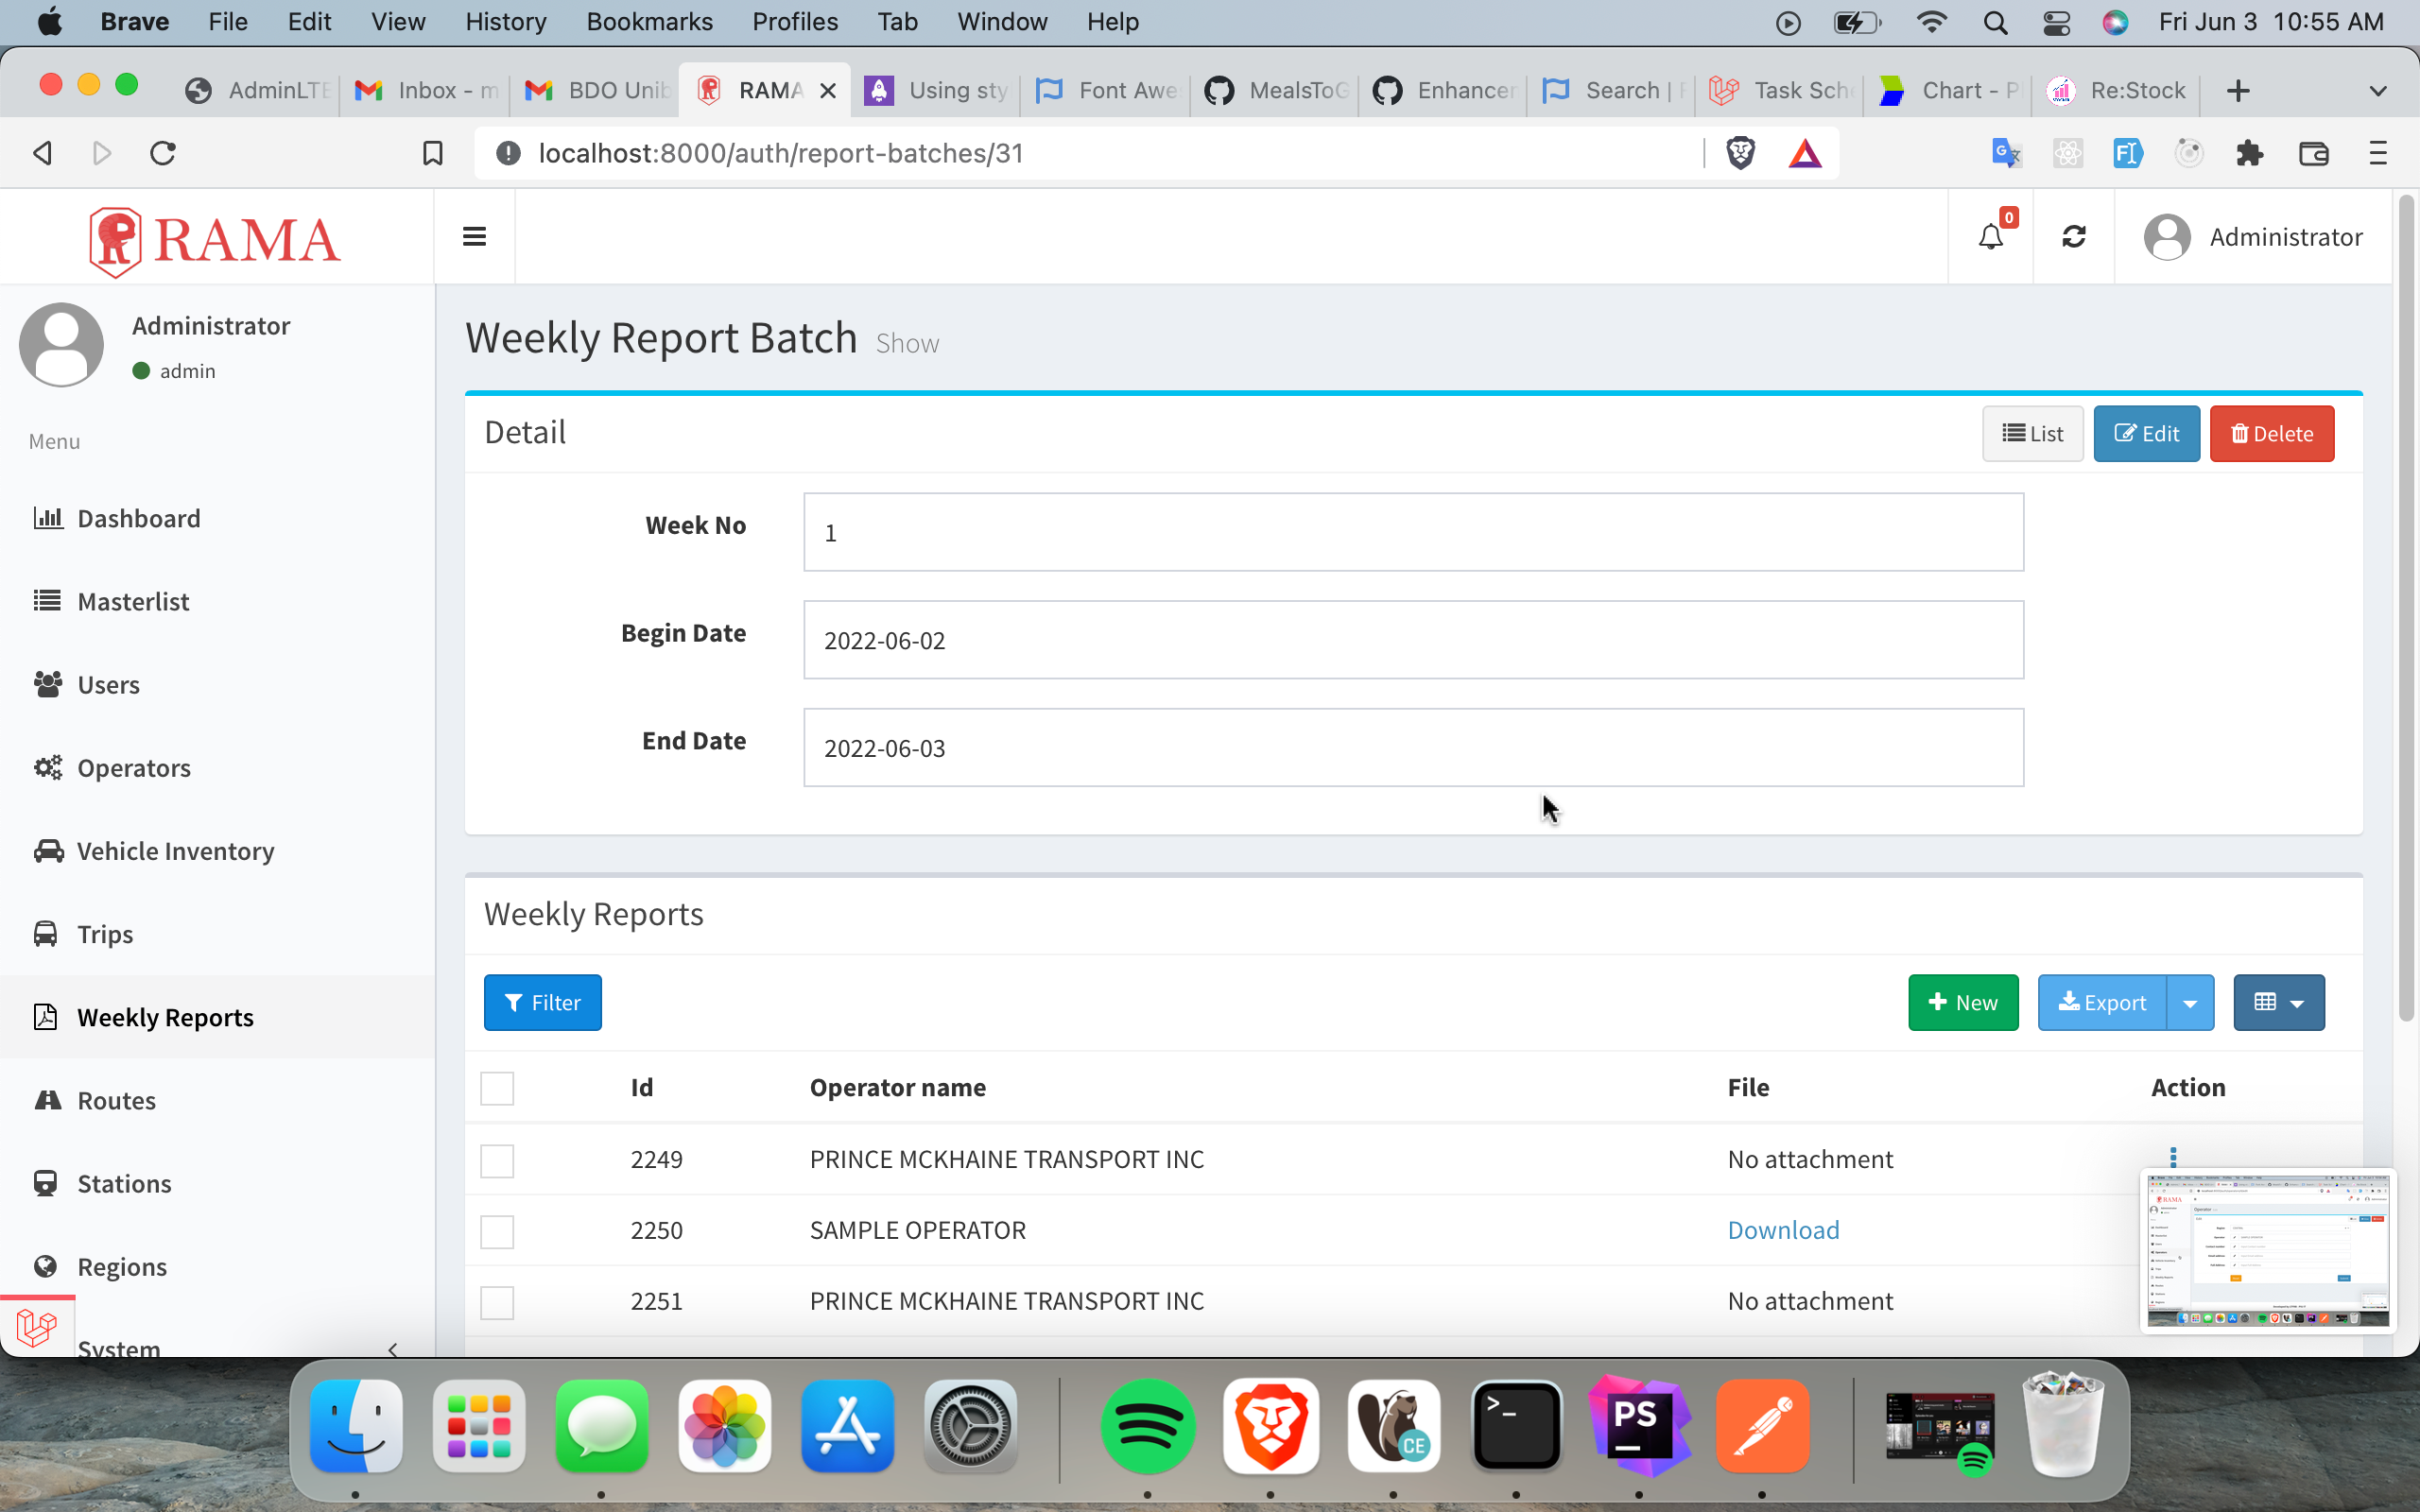 Brave File Edit View History Bookmarks Profiles Tab Window Help Fri Jun 3 10:55 AM
AdminLTE Inbox - m BDO Unib RAMA Using sty Font Awe MealsToG Enhancer Search | Task Sche Chart - P Re:Stock
localhost:8000/auth/report-batches/31
RAMA
0
Administrator
Administrator
admin
Menu
Dashboard
Masterlist
Users
Operators
Vehicle Inventory
Trips
Weekly Reports
Routes
Stations
Regions
System
Weekly Report Batch Show
Detail
List Edit Delete
Week No 1
Begin Date 2022-06-02
End Date 2022-06-03
Weekly Reports
Filter New Export
Id Operator name File Action
2249 PRINCE MCKHAINE TRANSPORT INC No attachment
2250 SAMPLE OPERATOR Download
2251 PRINCE MCKHAINE TRANSPORT INC No attachment
CE
>_
PS